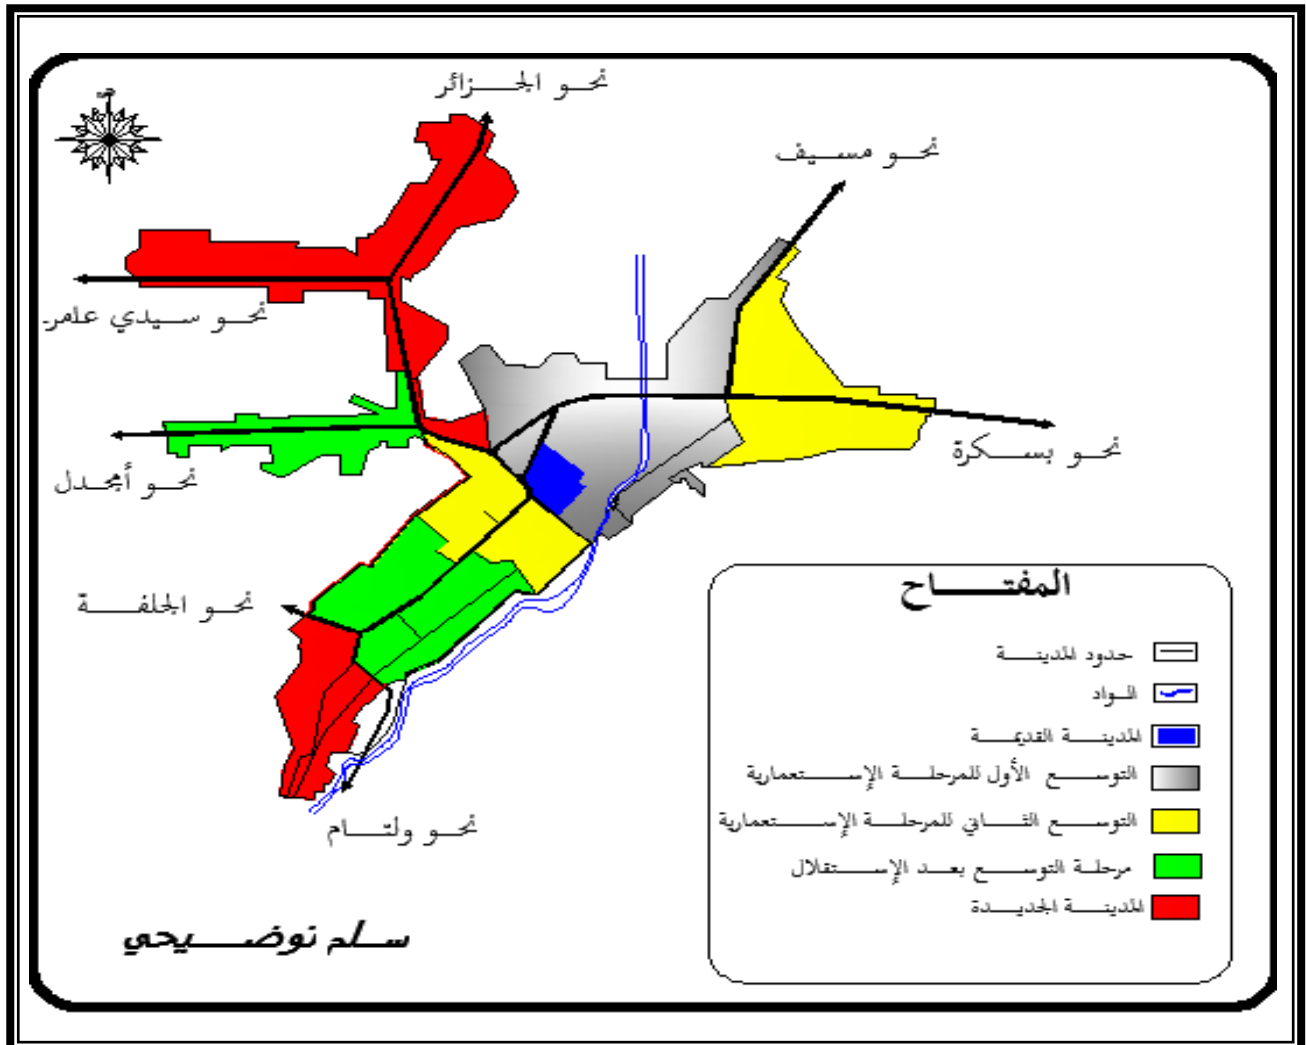 نحو الجزائر
نحو مسيف
نحو سيدي عامر
نحو بسكرة
نحو أمجدل
نحو الجلفة
نحو ولتام
المفتاح
حدود المدينة
الواد
المدينة القديمة
التوسع الأول للمرحلة الإستعمارية
التوسع الثاني للمرحلة الإستعمارية
مرحلة التوسع بعد الإستقلال
المدينة الجديدة
سلم توضيحي